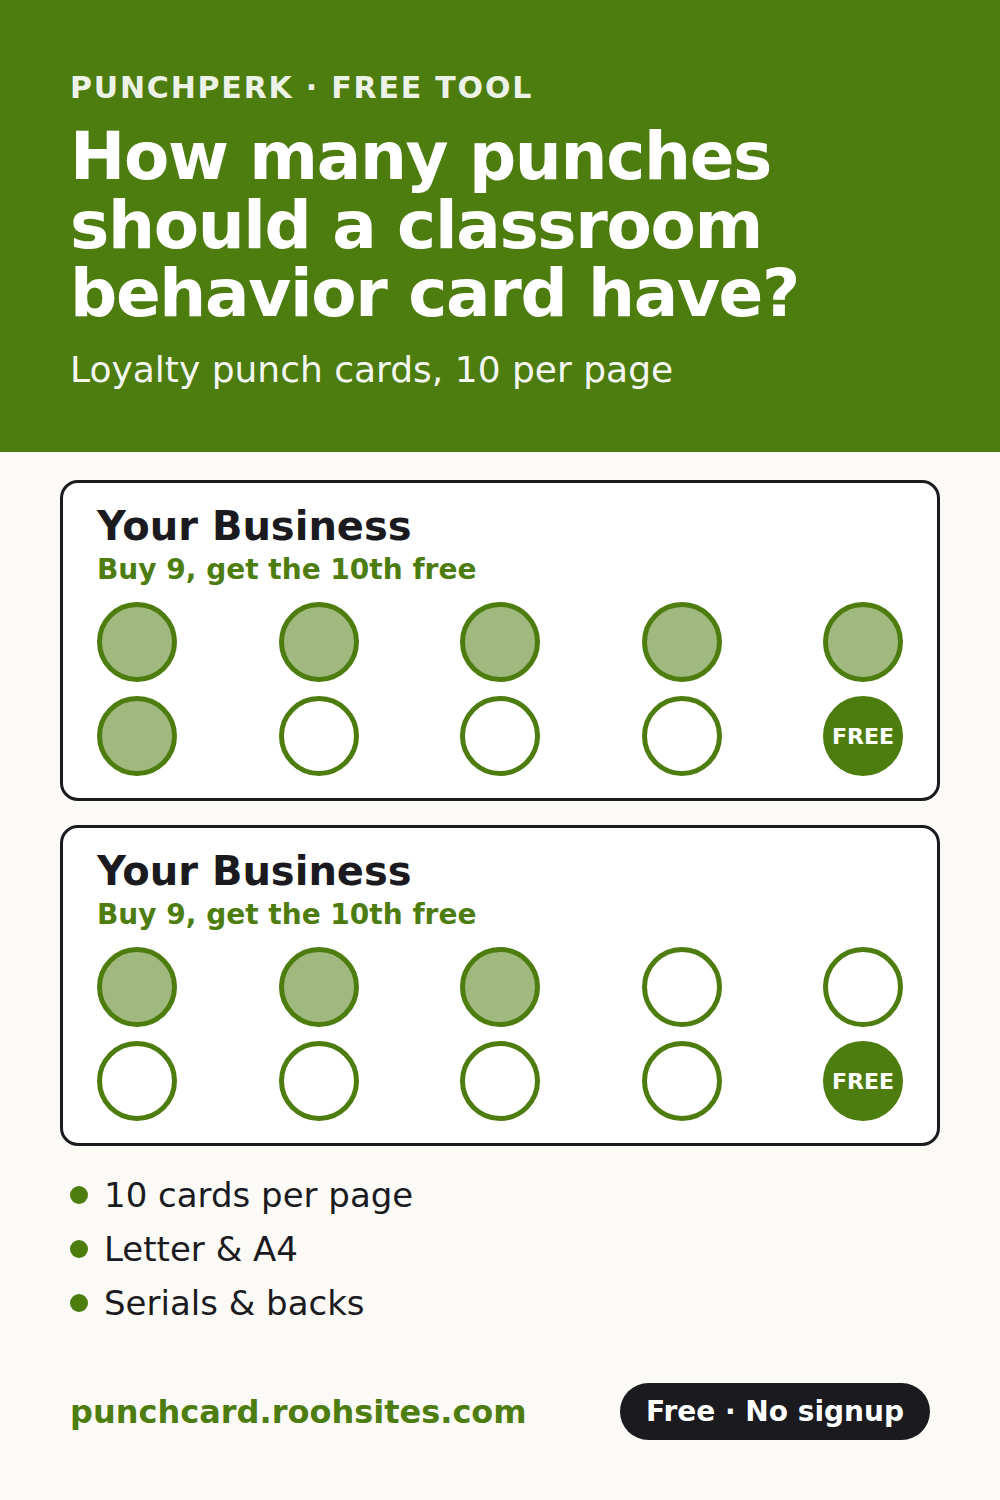 PUNCHPERK · FREE TOOL
How many punches
should a classroom
behavior card have?
Loyalty punch cards, 10 per page
Your Business
Buy 9, get the 10th free
FREE
Your Business
Buy 9, get the 10th free
FREE
10 cards per page
Letter & A4
Serials & backs
punchcard.roohsites.com
Free · No signup